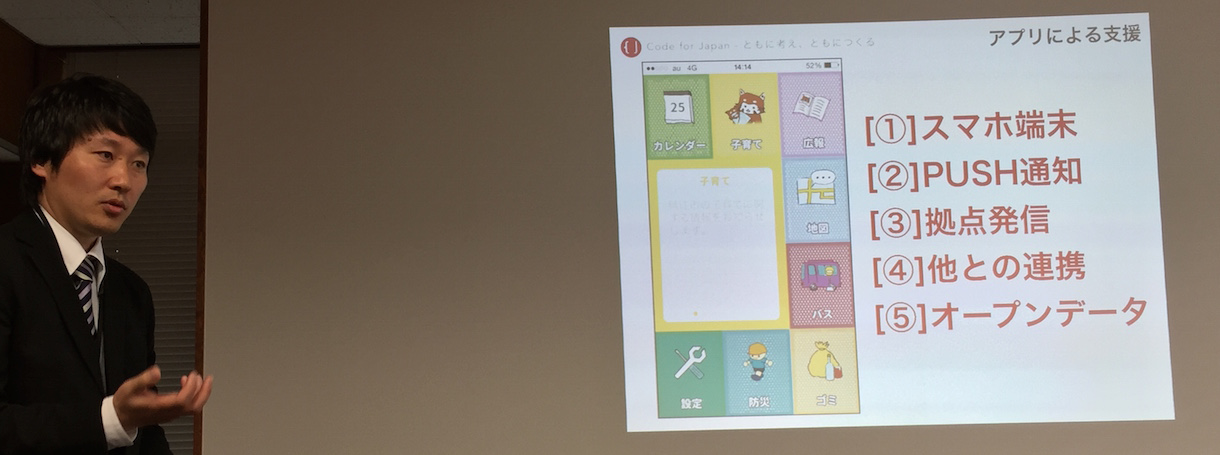 Code for Japan - ともに考え、ともにつくる
アプリによる支援
au 4G 14:14 52%
25
カレンダー
子育て
広報
子育て
地図
バス
設定
防災
ゴミ
[①]スマホ端末
[②]PUSH通知
[③]拠点発信
[④]他との連携
[⑤]オープンデータ